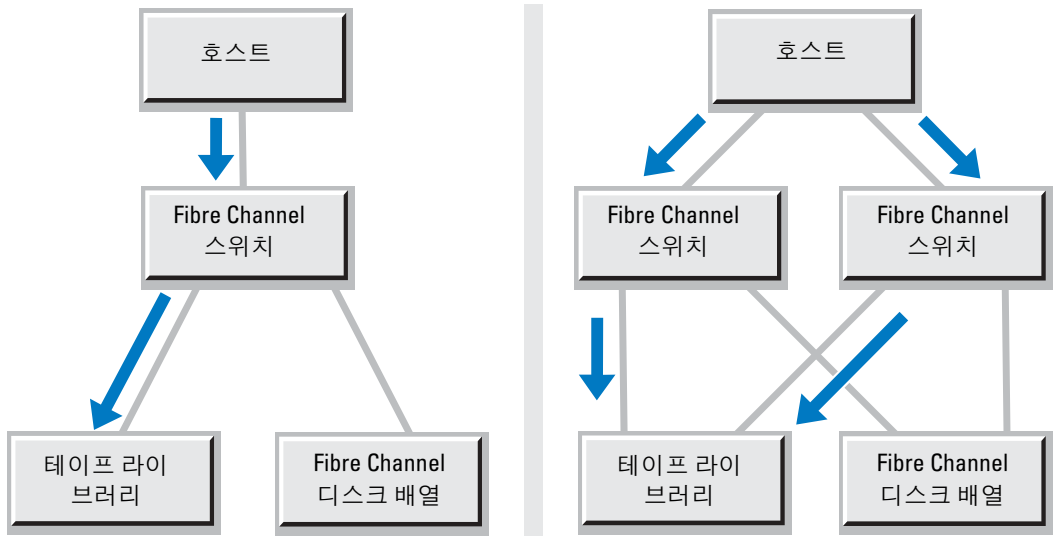 호스트
Fibre Channel
스위치
테이프 라이
브러리
Fibre Channel
디스크 배열
호스트
Fibre Channel
스위치
Fibre Channel
스위치
테이프 라이
브러리
Fibre Channel
디스크 배열